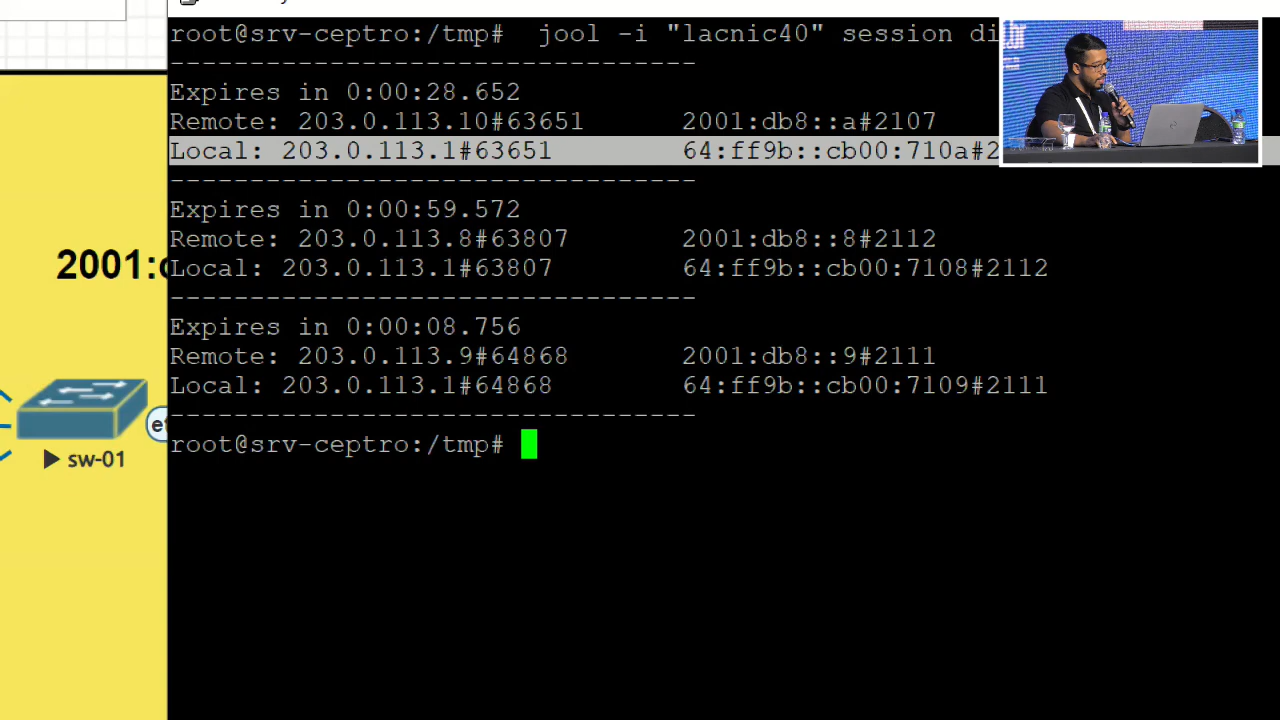 root@srv-ceptro:/tmp# jool -i "lacnic40" session di
---------------------------------
Expires in 0:00:28.652
Remote: 203.0.113.10#63651 2001:db8::a#2107
Local: 203.0.113.1#63651 64:ff9b::cb00:710a#2
---------------------------------
Expires in 0:00:59.572
Remote: 203.0.113.8#63807 2001:db8::8#2112
Local: 203.0.113.1#63807 64:ff9b::cb00:7108#2112
---------------------------------
Expires in 0:00:08.756
Remote: 203.0.113.9#64868 2001:db8::9#2111
Local: 203.0.113.1#64868 64:ff9b::cb00:7109#2111
---------------------------------
root@srv-ceptro:/tmp#
2001:
et
sw-01